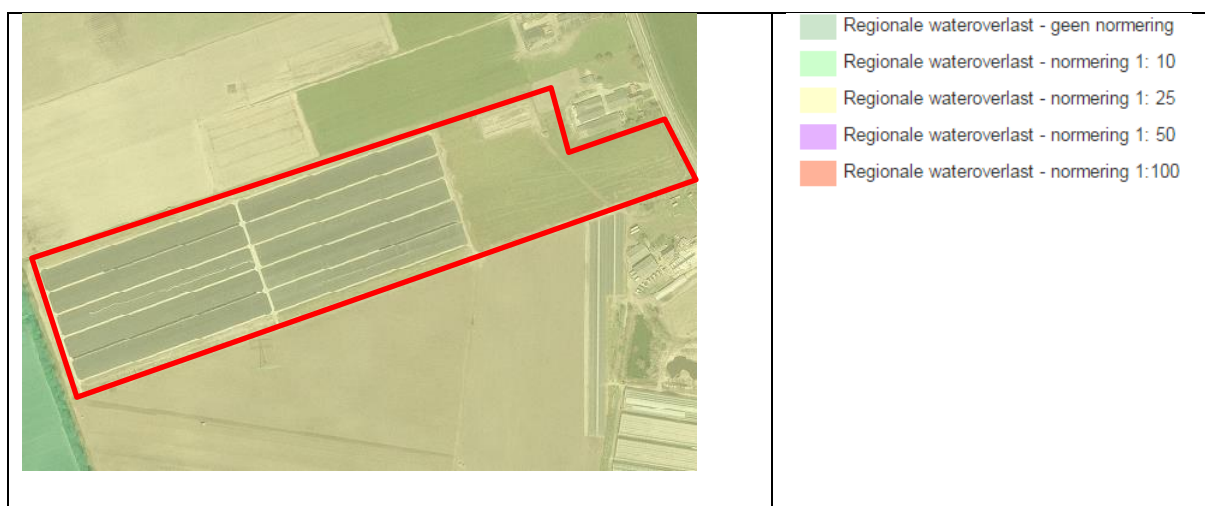 Regionale wateroverlast - geen normering
Regionale wateroverlast - normering 1: 10
Regionale wateroverlast - normering 1: 25
Regionale wateroverlast - normering 1: 50
Regionale wateroverlast - normering 1:100